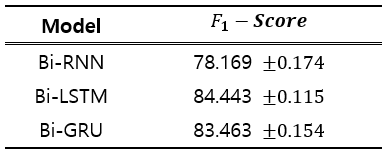 Model F₁ − Score
Bi-RNN 78.169 ±0.174
Bi-LSTM 84.443 ±0.115
Bi-GRU 83.463 ±0.154